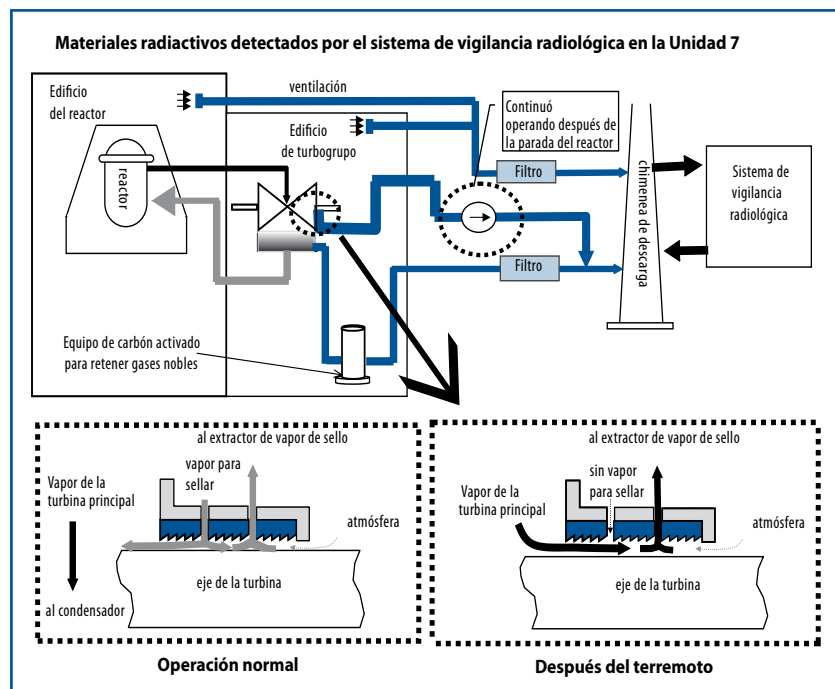 Materiales radiactivos detectados por el sistema de vigilancia radiológica en la Unidad 7
Edificio
del reactor
ventilación
Edificio
de turbogrupo
Continuó
operando después de
la parada del reactor
reactor
Filtro
chimenea de descarga
Sistema de
vigilancia
radiológica
Filtro
Equipo de carbón activado
para retener gases nobles
al extractor de vapor de sello
vapor para
sellar
Vapor de la
turbina principal
atmósfera
eje de la turbina
al condensador
Operación normal
al extractor de vapor de sello
sin vapor
para sellar
Vapor de la
turbina principal
atmósfera
eje de la turbina
Después del terremoto